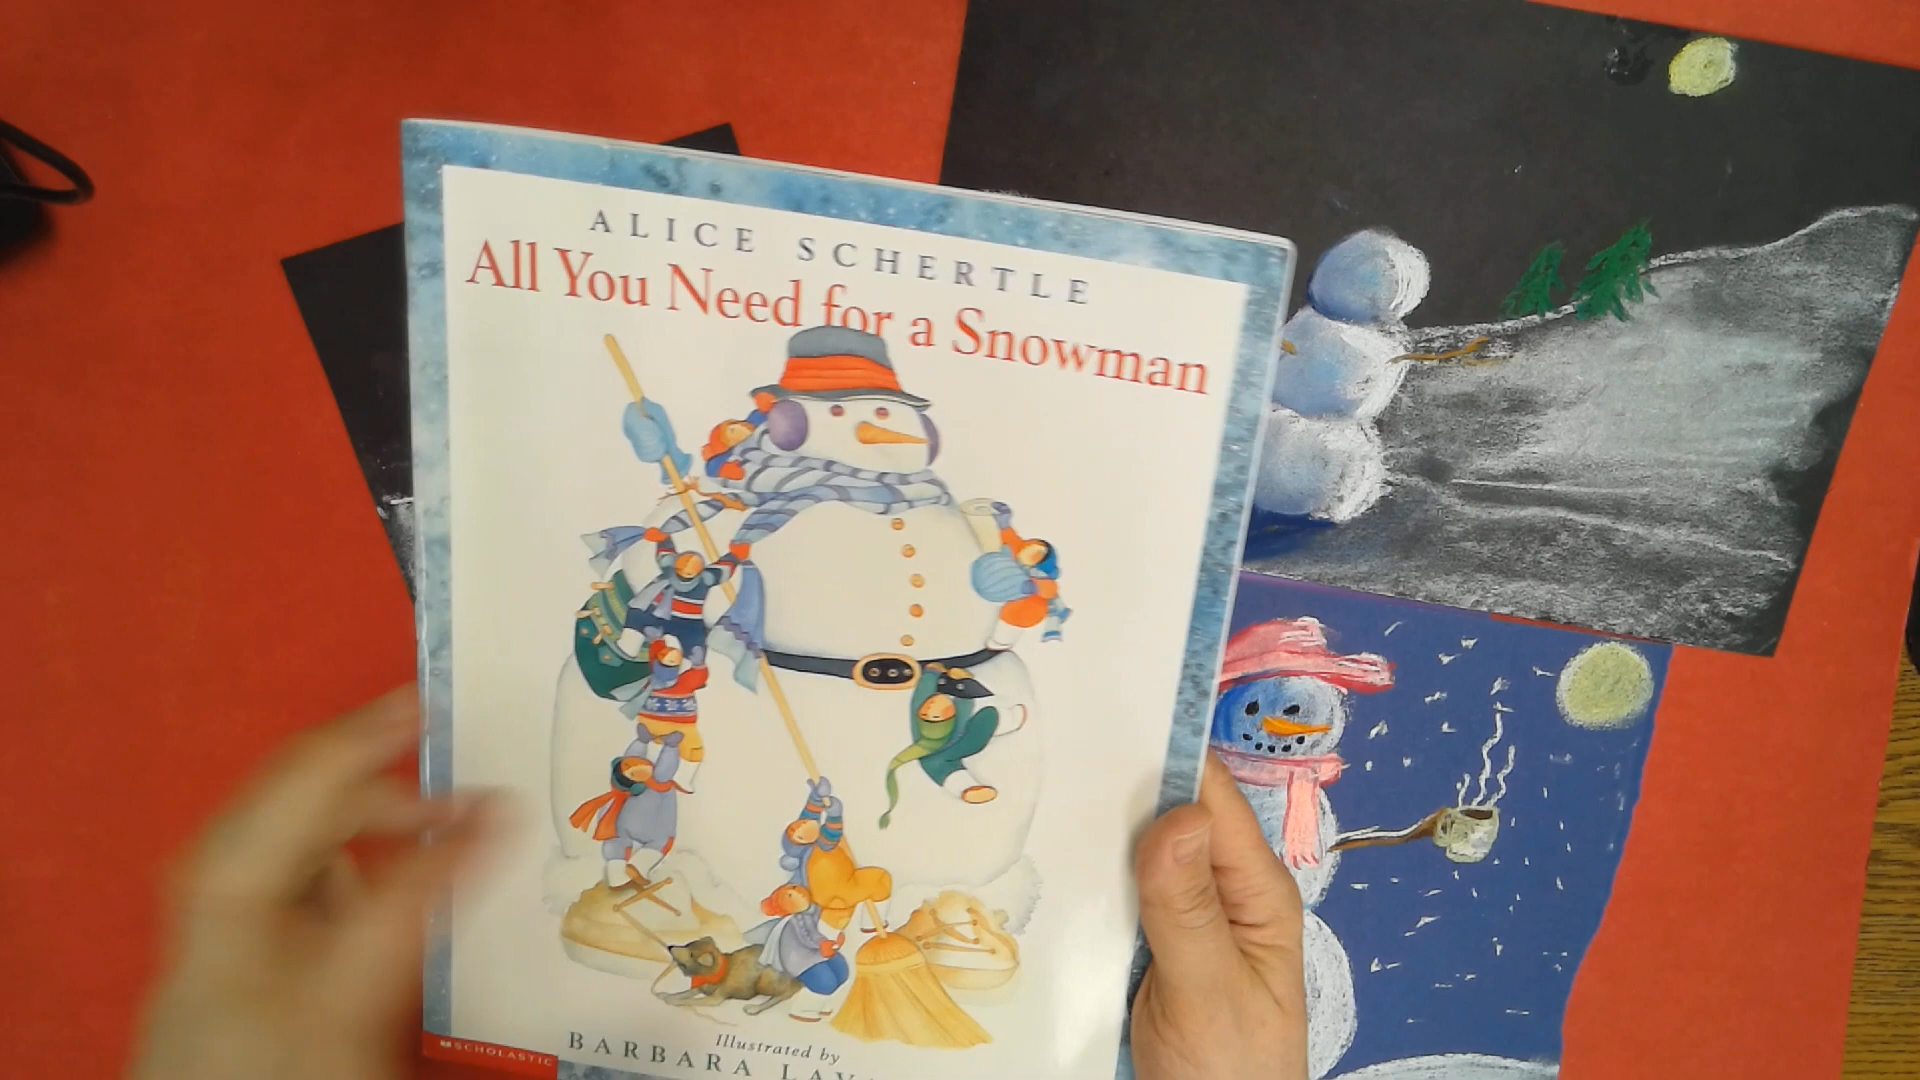 ALICE SCHERTLE
All You Need for a Snowman
Illustrated by
BARBARA
SCHOLASTIC